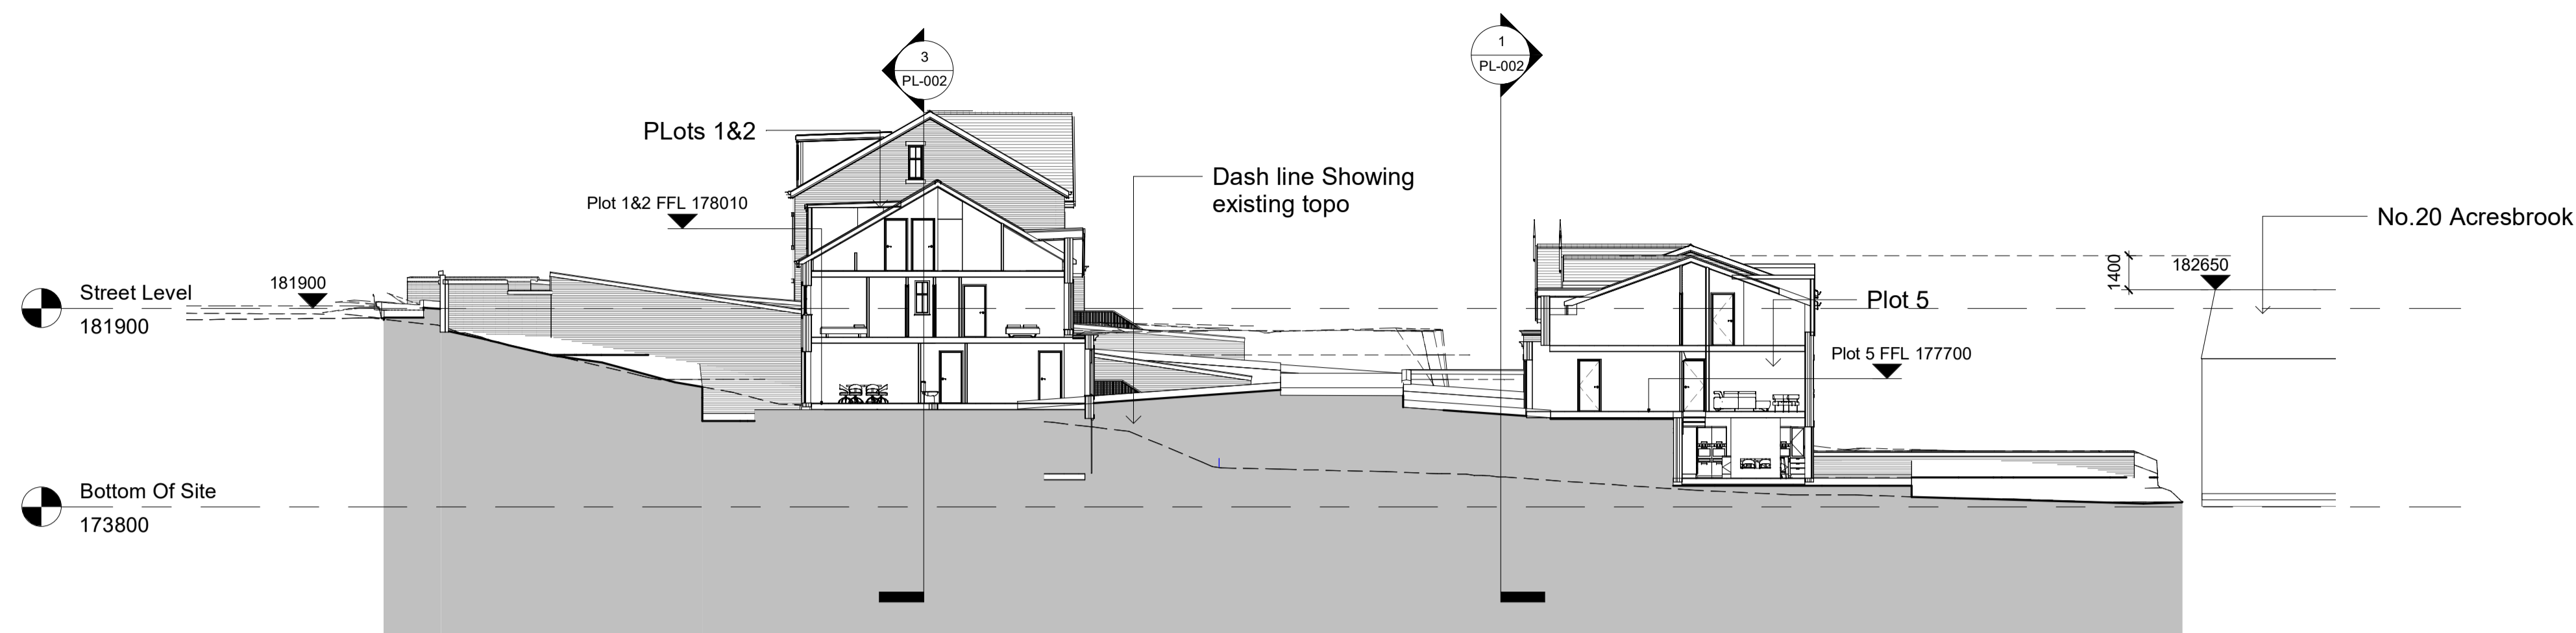 3
PL-002
1
PL-002
PLots 1&2
Dash line Showing
existing topo
Plot 1&2 FFL 178010
No.20 Acresbrook
1400
182650
181900
Street Level
181900
Plot 5
Plot 5 FFL 177700
Bottom Of Site
173800